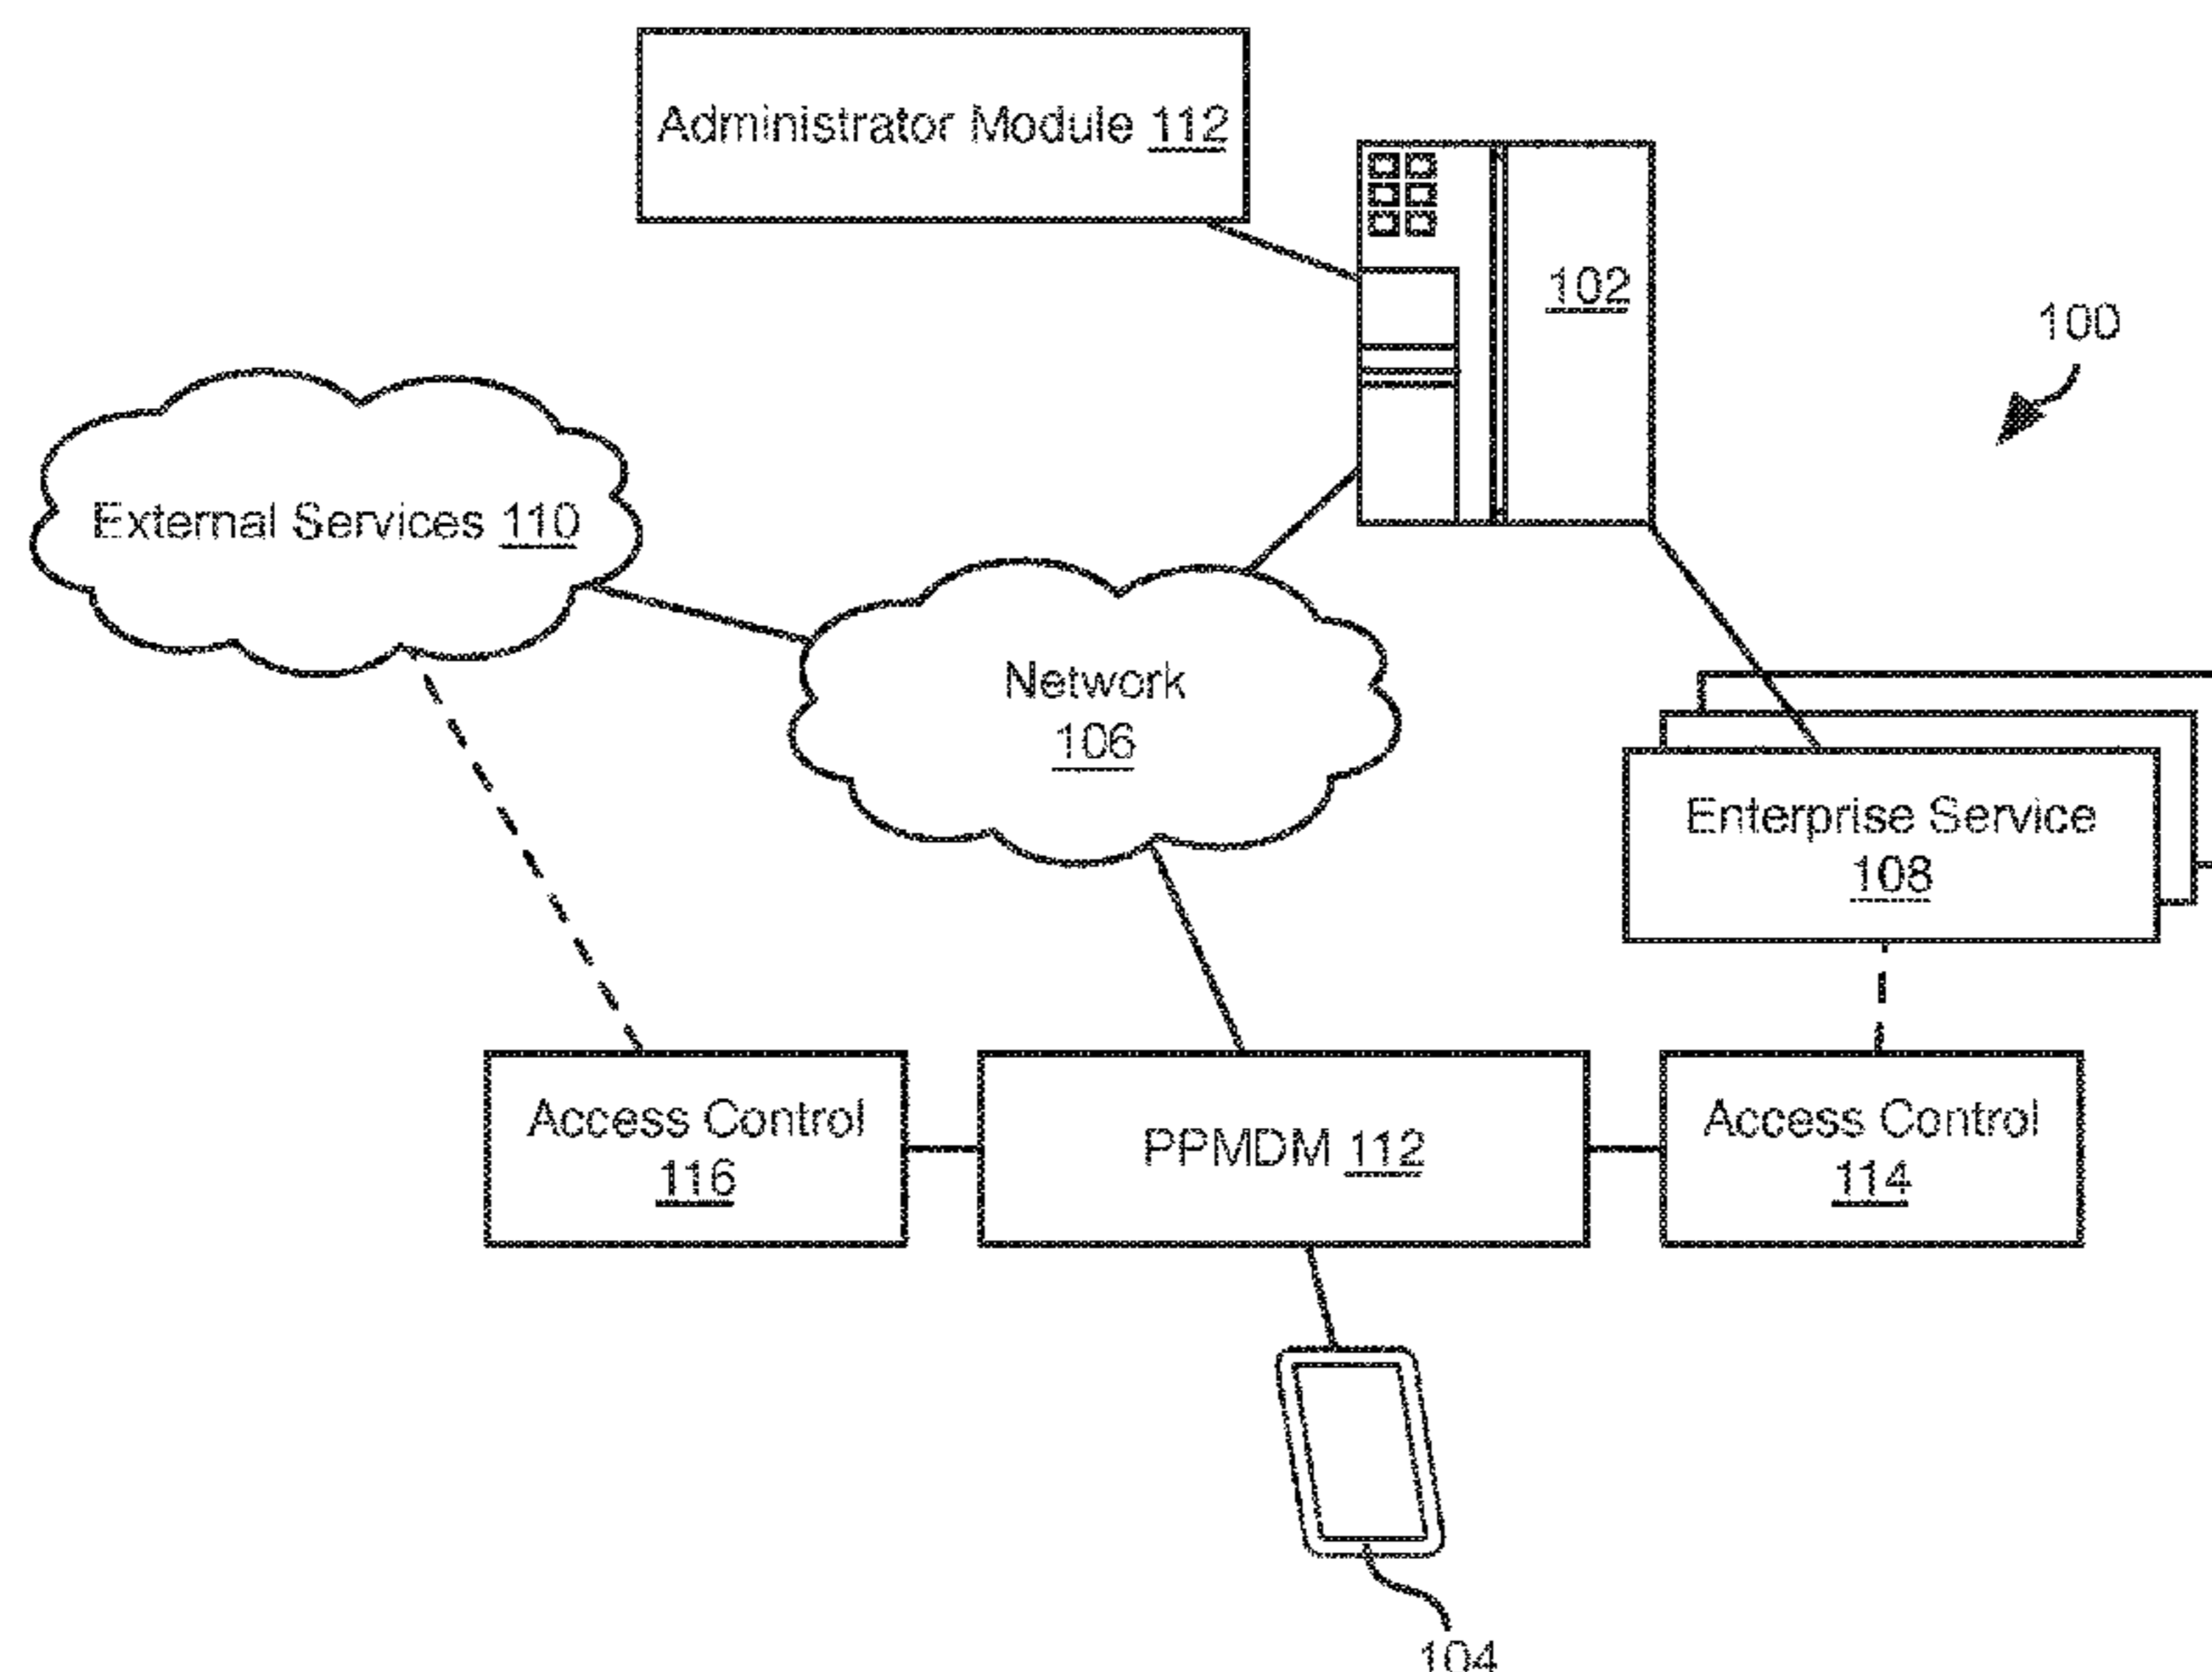 Administrator Module 112
102
100
External Services 110
Network
106
Enterprise Service
108
Access Control
116
PPMDM 112
Access Control
114
104